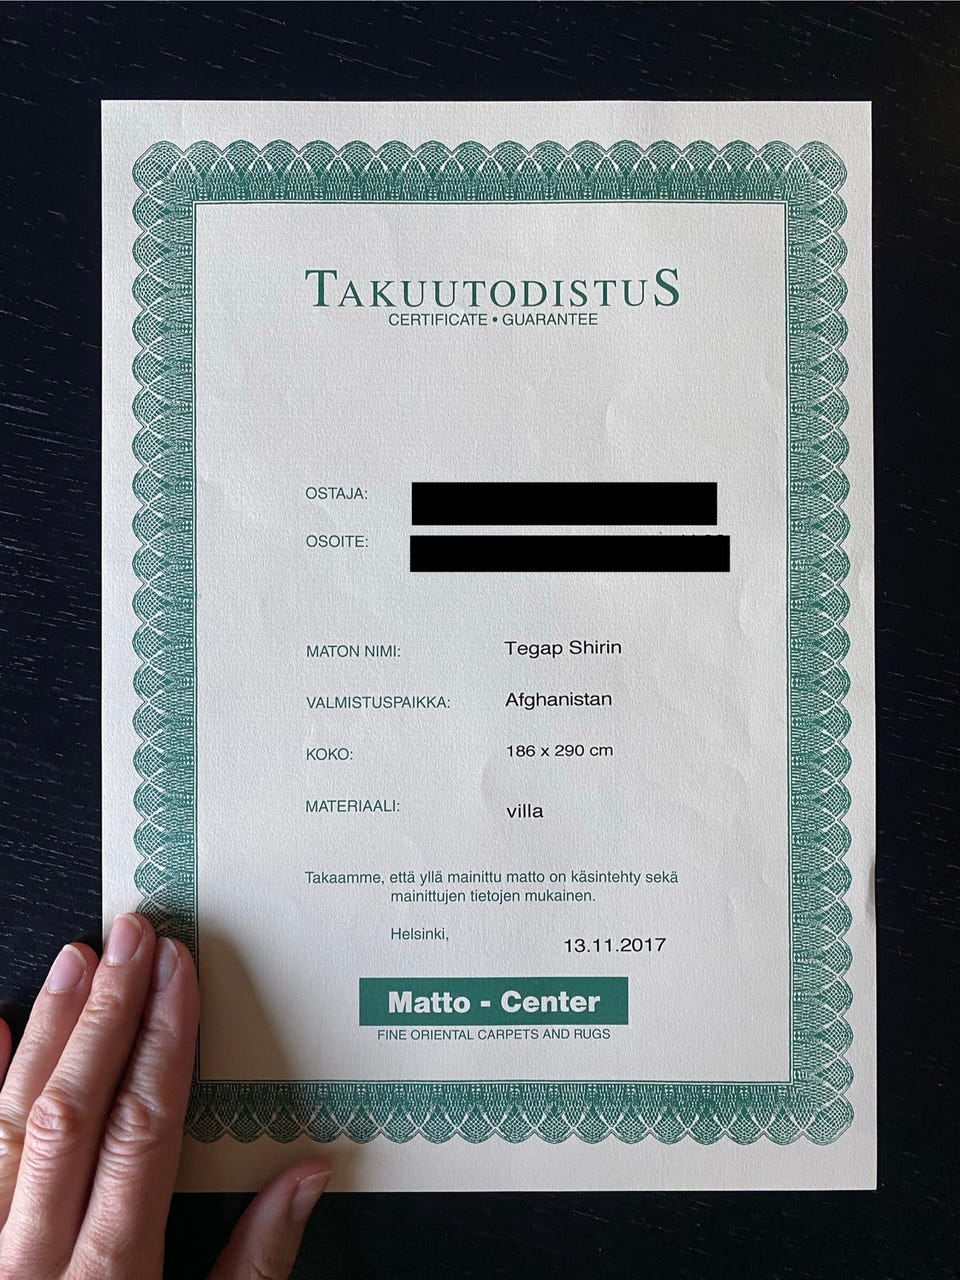 TAKUUTODISTUS
CERTIFICATE • GUARANTEE
OSTAJA:
OSOITE:
MATON NIMI: Tegap Shirin
VALMISTUSPAIKKA: Afghanistan
KOKO: 186 x 290 cm
MATERIAALI: villa
Takaamme, että yllä mainittu matto on käsintehty sekä
mainittujen tietojen mukainen.
Helsinki, 13.11.2017
Matto - Center
FINE ORIENTAL CARPETS AND RUGS